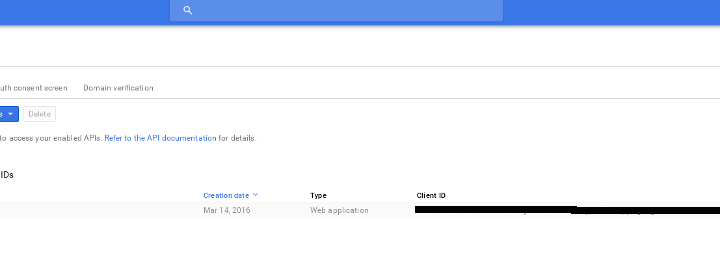 uth consent screen Domain verification
s Delete
to access your enabled APIs. Refer to the API documentation for details.
IDs
Creation date Type Client ID
Mar 14, 2016 Web application